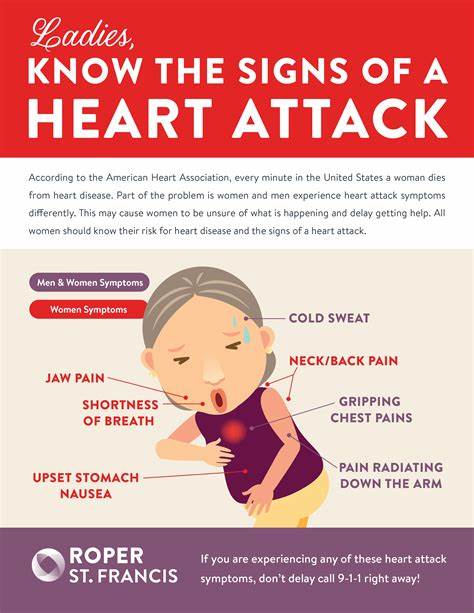 Ladies,
KNOW THE SIGNS OF A
HEART ATTACK
According to the American Heart Association, every minute in the United States a woman dies
from heart disease. Part of the problem is women and men experience heart attack symptoms
differently. This may cause women to be unsure of what is happening and delay getting help. All
women should know their risk for heart disease and the signs of a heart attack.
Men & Women Symptoms
Women Symptoms
COLD SWEAT
NECK/BACK PAIN
JAW PAIN
SHORTNESS
OF BREATH
GRIPPING
CHEST PAINS
UPSET STOMACH
NAUSEA
PAIN RADIATING
DOWN THE ARM
ROPER
ST. FRANCIS
If you are experiencing any of these heart attack
symptoms, don't delay call 9-1-1 right away!